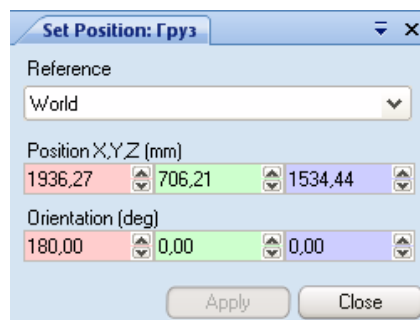 Set Position: Груз
Reference
World
Position X,Y,Z (mm)
1936,27 706,21 1534,44
Orientation (deg)
180,00 0,00 0,00
Apply Close